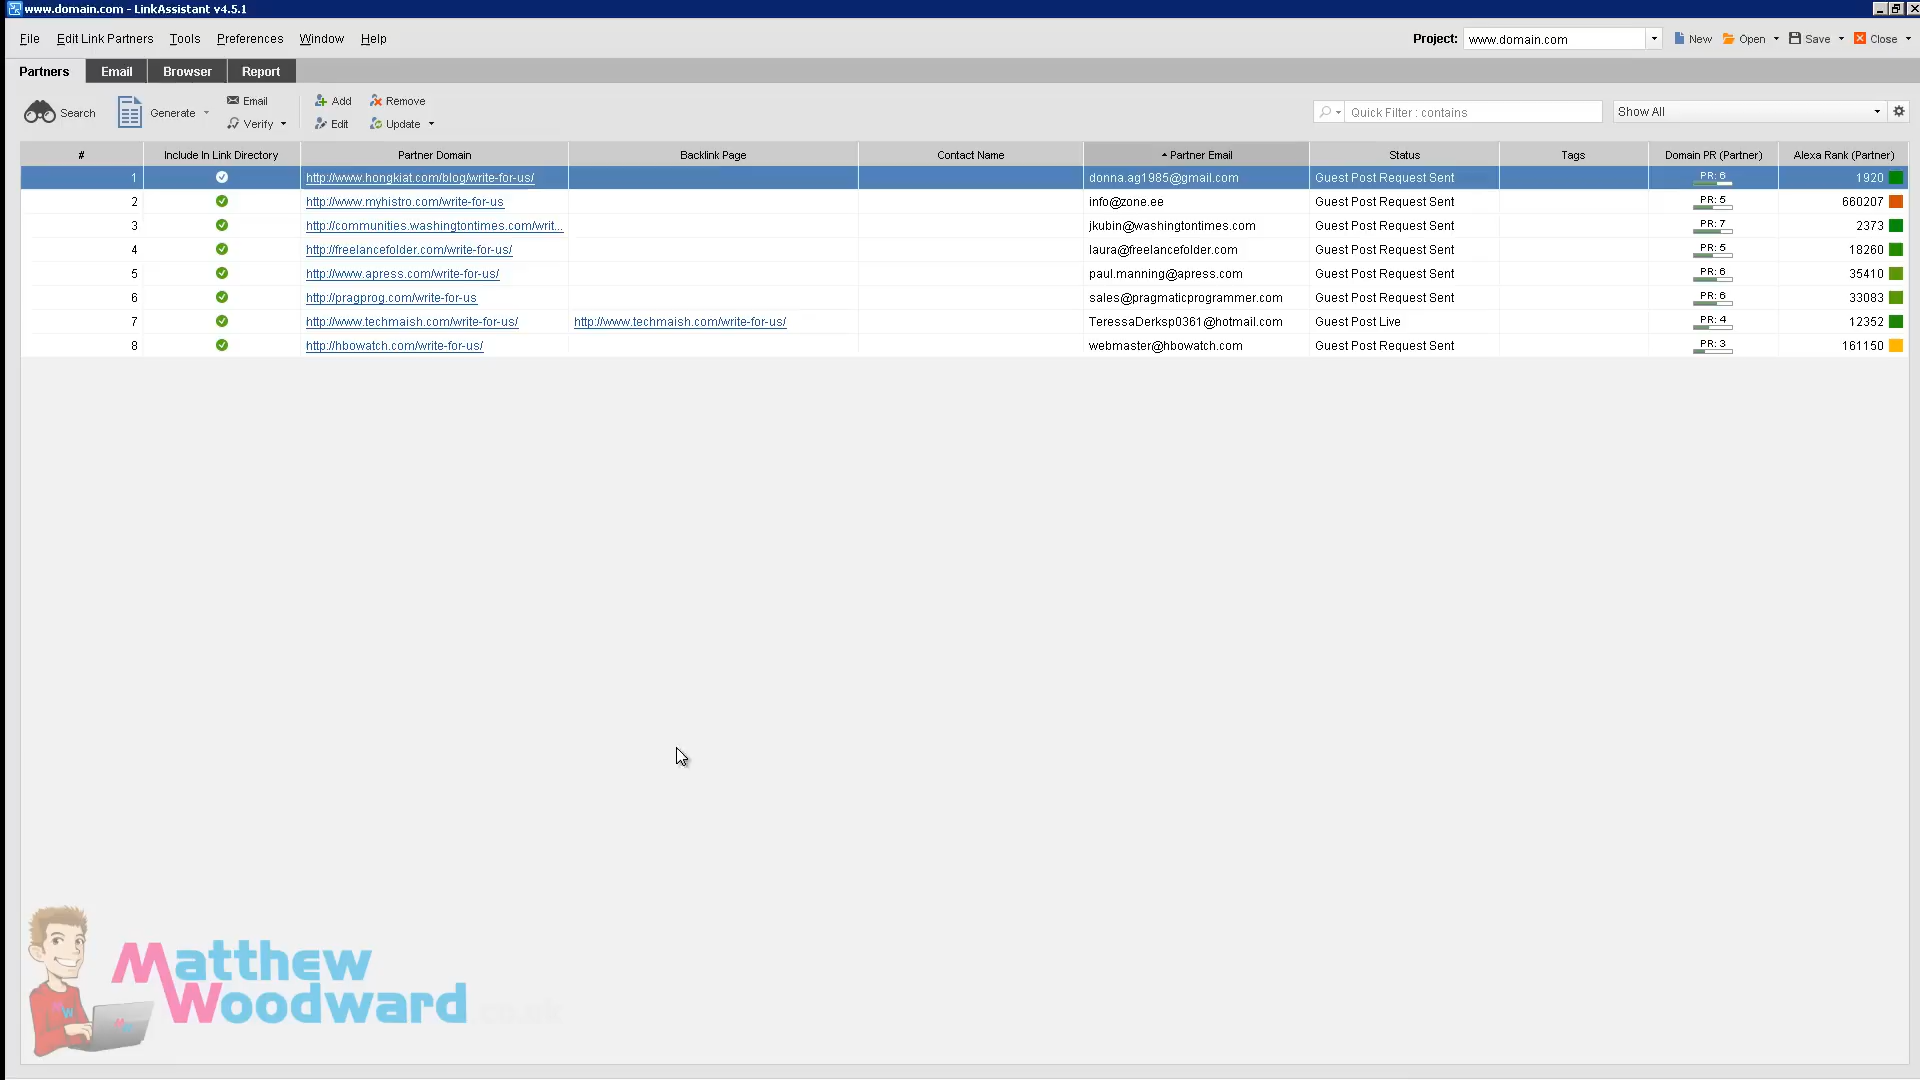 www.domain.com - LinkAssistant v4.5.1
File Edit Link Partners Tools Preferences Window Help Project: www.domain.com New Open Save Close
Partners Email Browser Report
Search Generate Email Verify Add Edit Remove Update Quick Filter : contains Show All
# Include In Link Directory Partner Domain Backlink Page Contact Name Partner Email Status Tags Domain PR (Partner) Alexa Rank (Partner)
1 http://www.hongkiat.com/blog/write-for-us/ donna.ag1985@gmail.com Guest Post Request Sent PR: 6 1920
2 http://www.myhistro.com/write-for-us info@zone.ee Guest Post Request Sent PR: 5 660207
3 http://communities.washingtontimes.com/writ... jkubin@washingtontimes.com Guest Post Request Sent PR: 7 2373
4 http://freelancefolder.com/write-for-us/ laura@freelancefolder.com Guest Post Request Sent PR: 5 18260
5 http://www.apress.com/write-for-us/ paul.manning@apress.com Guest Post Request Sent PR: 6 35410
6 http://pragprog.com/write-for-us sales@pragmaticprogrammer.com Guest Post Request Sent PR: 6 33083
7 http://www.techmaish.com/write-for-us/ http://www.techmaish.com/write-for-us/ TeressaDerksp0361@hotmail.com Guest Post Live PR: 4 12352
8 http://hbowatch.com/write-for-us/ webmaster@hbowatch.com Guest Post Request Sent PR: 3 161150
Matthew
Woodward.co.uk